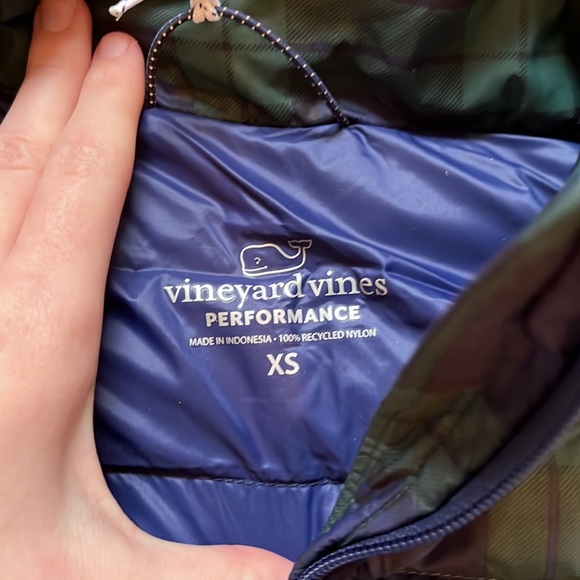 vineyard vines
PERFORMANCE
MADE IN INDONESIA • 100% RECYCLED NYLON
XS